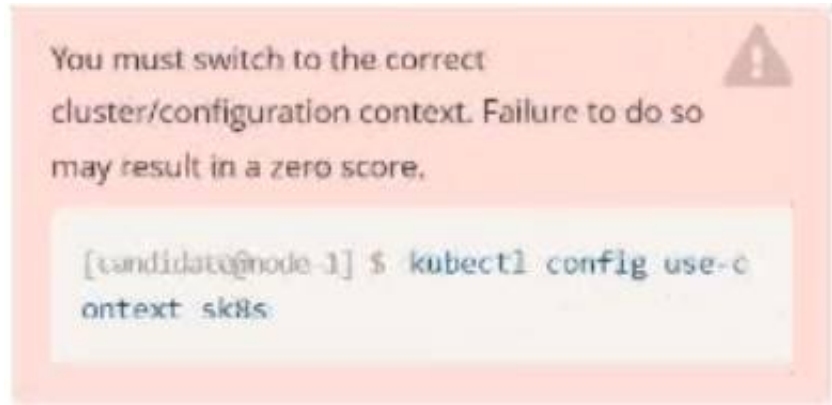 You must switch to the correct
cluster/configuration context. Failure to do so
may result in a zero score.
[candidate@node-1] $ kubectl config use-c
ontext sk8s